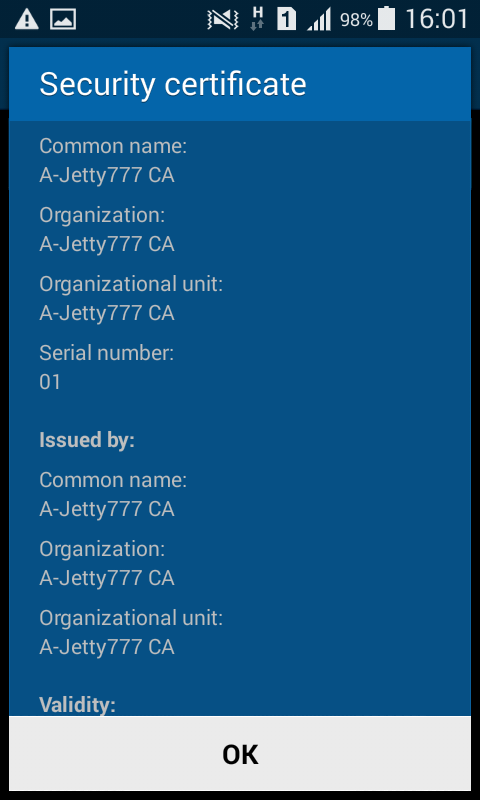 H 1 98% 16:01
Security certificate
Common name:
A-Jetty777 CA
Organization:
A-Jetty777 CA
Organizational unit:
A-Jetty777 CA
Serial number:
01
Issued by:
Common name:
A-Jetty777 CA
Organization:
A-Jetty777 CA
Organizational unit:
A-Jetty777 CA
Validity:
OK